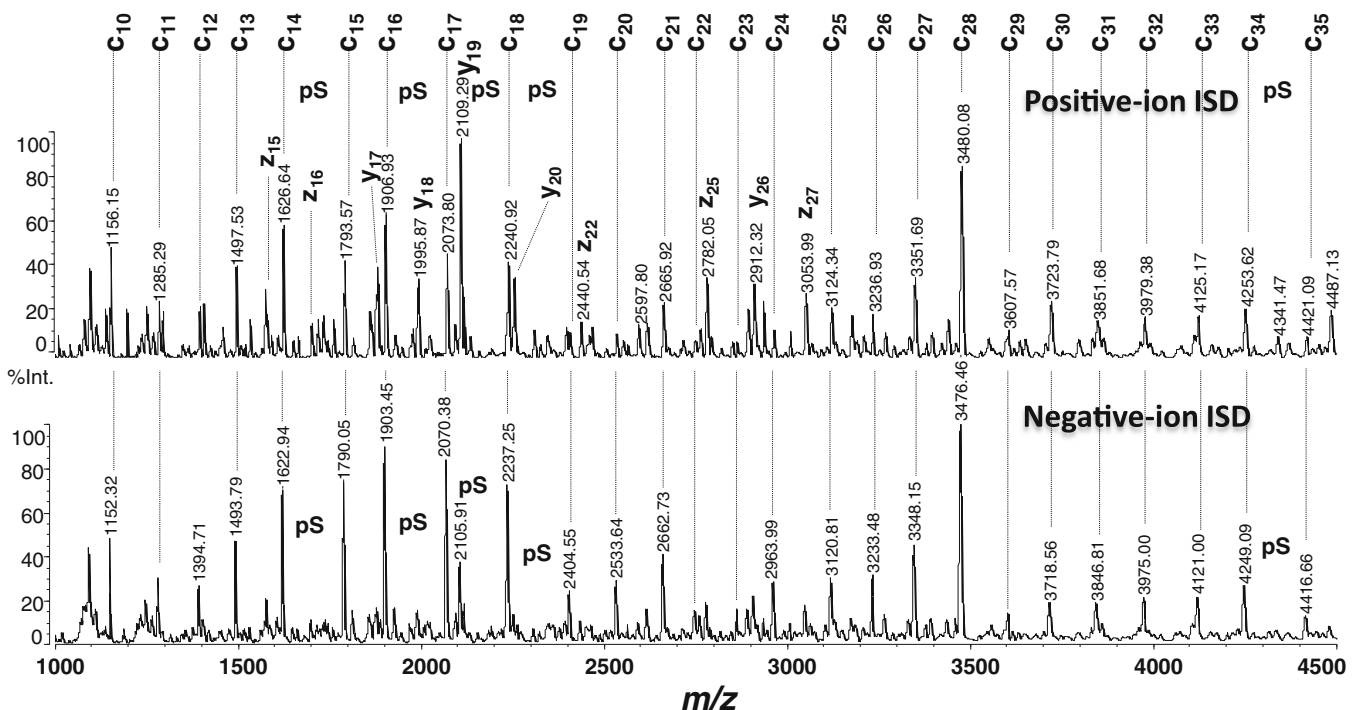 C10 C11 C12 C13 C14 C15 C16 C17 y19 C18 C19 C20 C21 C22 C23 C24 C25 C26 C27 C28 C29 C30 C31 C32 C33 C34 C35
pS pS pS pS pS
Positive-ion ISD
z15 z16 y17 y18 y20 z22 z25 y26 z27
1156.15 1285.29 1497.53 1626.64 1793.57 1906.93 1995.87 2073.80 2109.29 2240.92 2440.54 2597.80 2665.92 2782.05 2912.32 3053.99 3124.34 3236.93 3351.69 3480.08 3607.57 3723.79 3851.68 3979.38 4125.17 4253.62 4341.47 4421.09 4487.13
100
80
60
40
20
0
%Int.
Negative-ion ISD
1152.32 1394.71 1493.79 1622.94 1790.05 1903.45 2070.38 2105.91 2237.25 2404.55 2533.64 2662.73 2963.99 3120.81 3233.48 3348.15 3476.46 3718.56 3846.81 3975.00 4121.00 4249.09 4416.66
pS pS pS pS pS
100
80
60
40
20
0
1000 1500 2000 2500 3000 3500 4000 4500
m/z